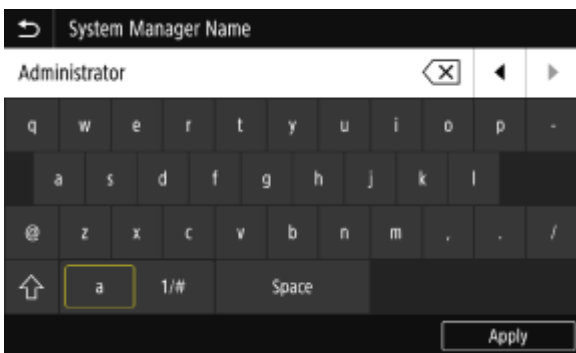 System Manager Name
Administrator
q w e r t y u i o p -
a s d f g h j k l
@ z x c v b n m , . /
a 1/# Space
Apply